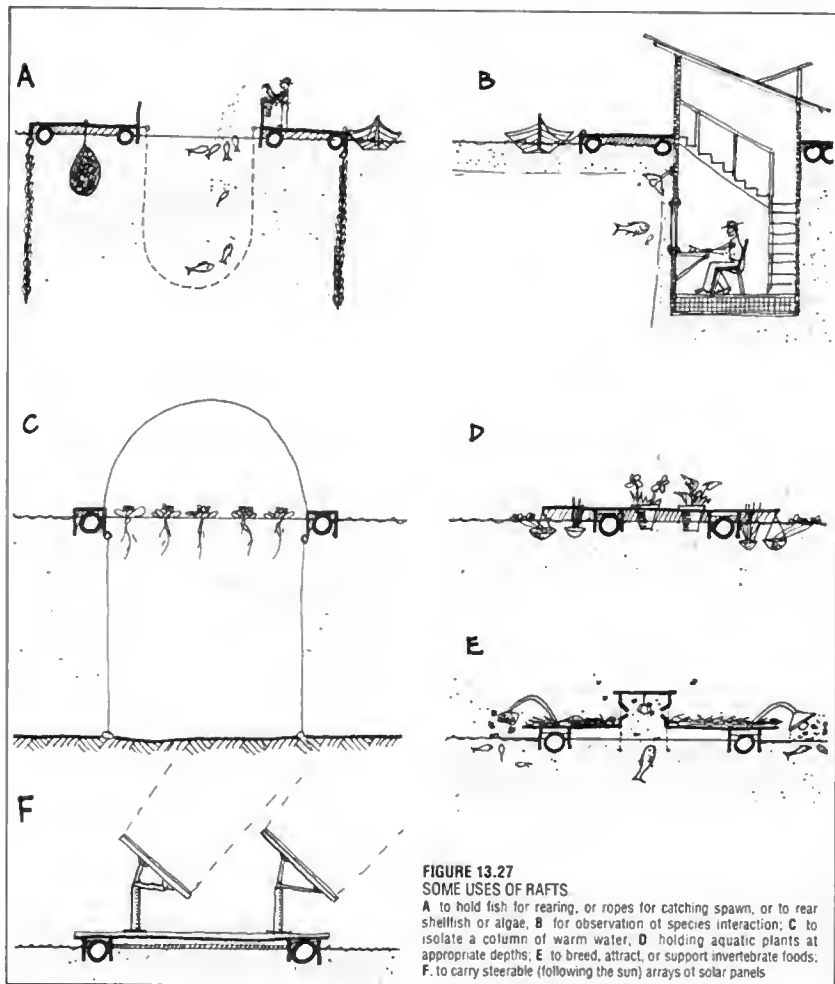 A
B
C
D
E
F
FIGURE 13.27
SOME USES OF RAFTS
A to hold fish for rearing, or ropes for catching spawn, or to rear
shellfish or algae, B for observation of species interaction; C to
isolate a column of warm water, D holding aquatic plants at
appropriate depths; E to breed, attract, or support invertebrate foods;
F. to carry steerable (following the sun) arrays of solar panels